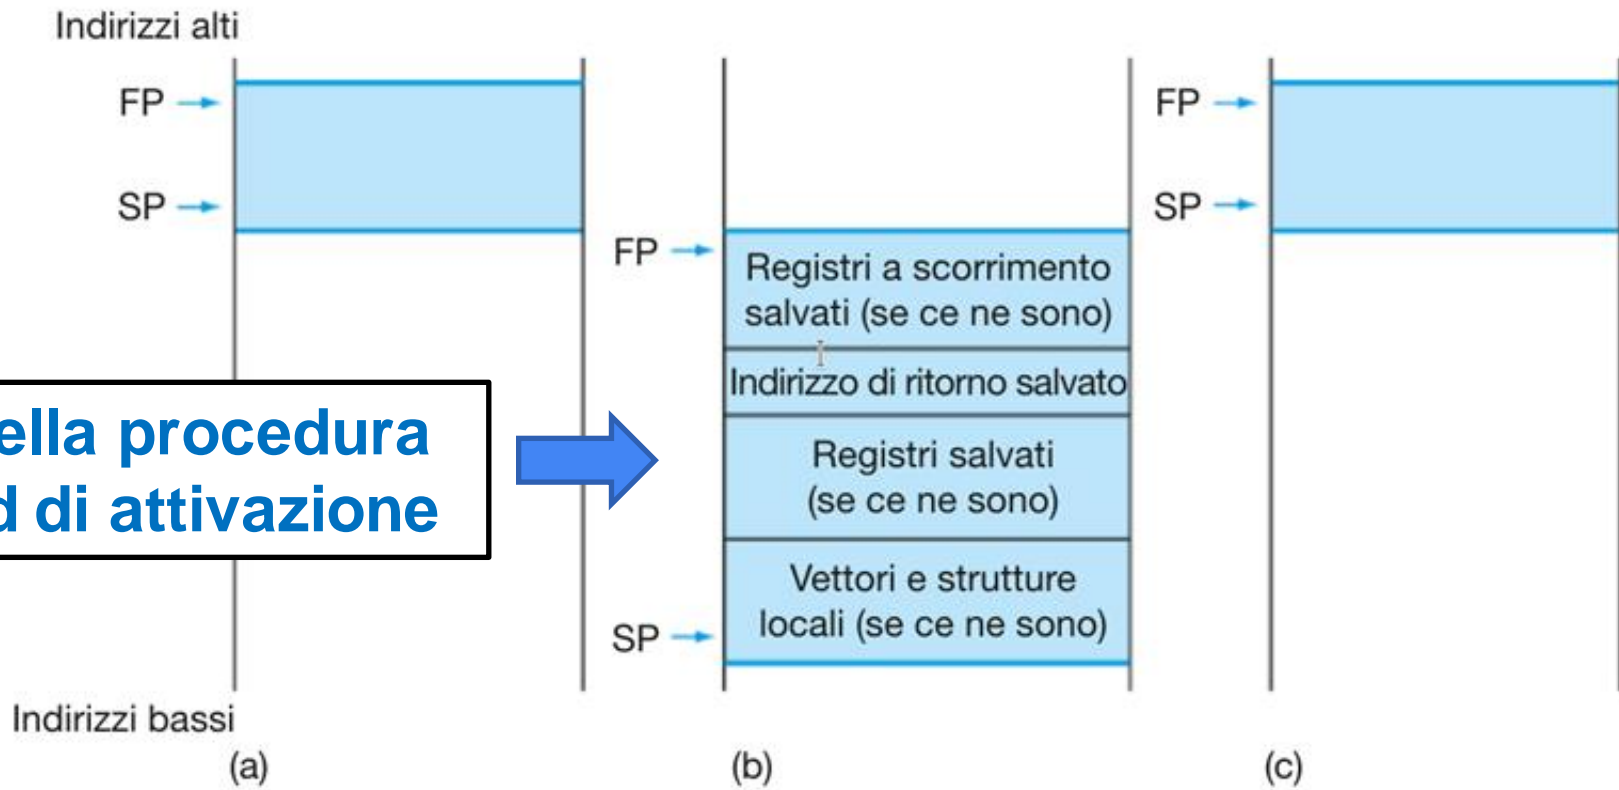 Indirizzi alti
FP
SP
ella procedura
d di attivazione
Indirizzi bassi
(a)
FP
Registri a scorrimento
salvati (se ce ne sono)
Indirizzo di ritorno salvato
Registri salvati
(se ce ne sono)
Vettori e strutture
locali (se ce ne sono)
SP
(b)
FP
SP
(c)